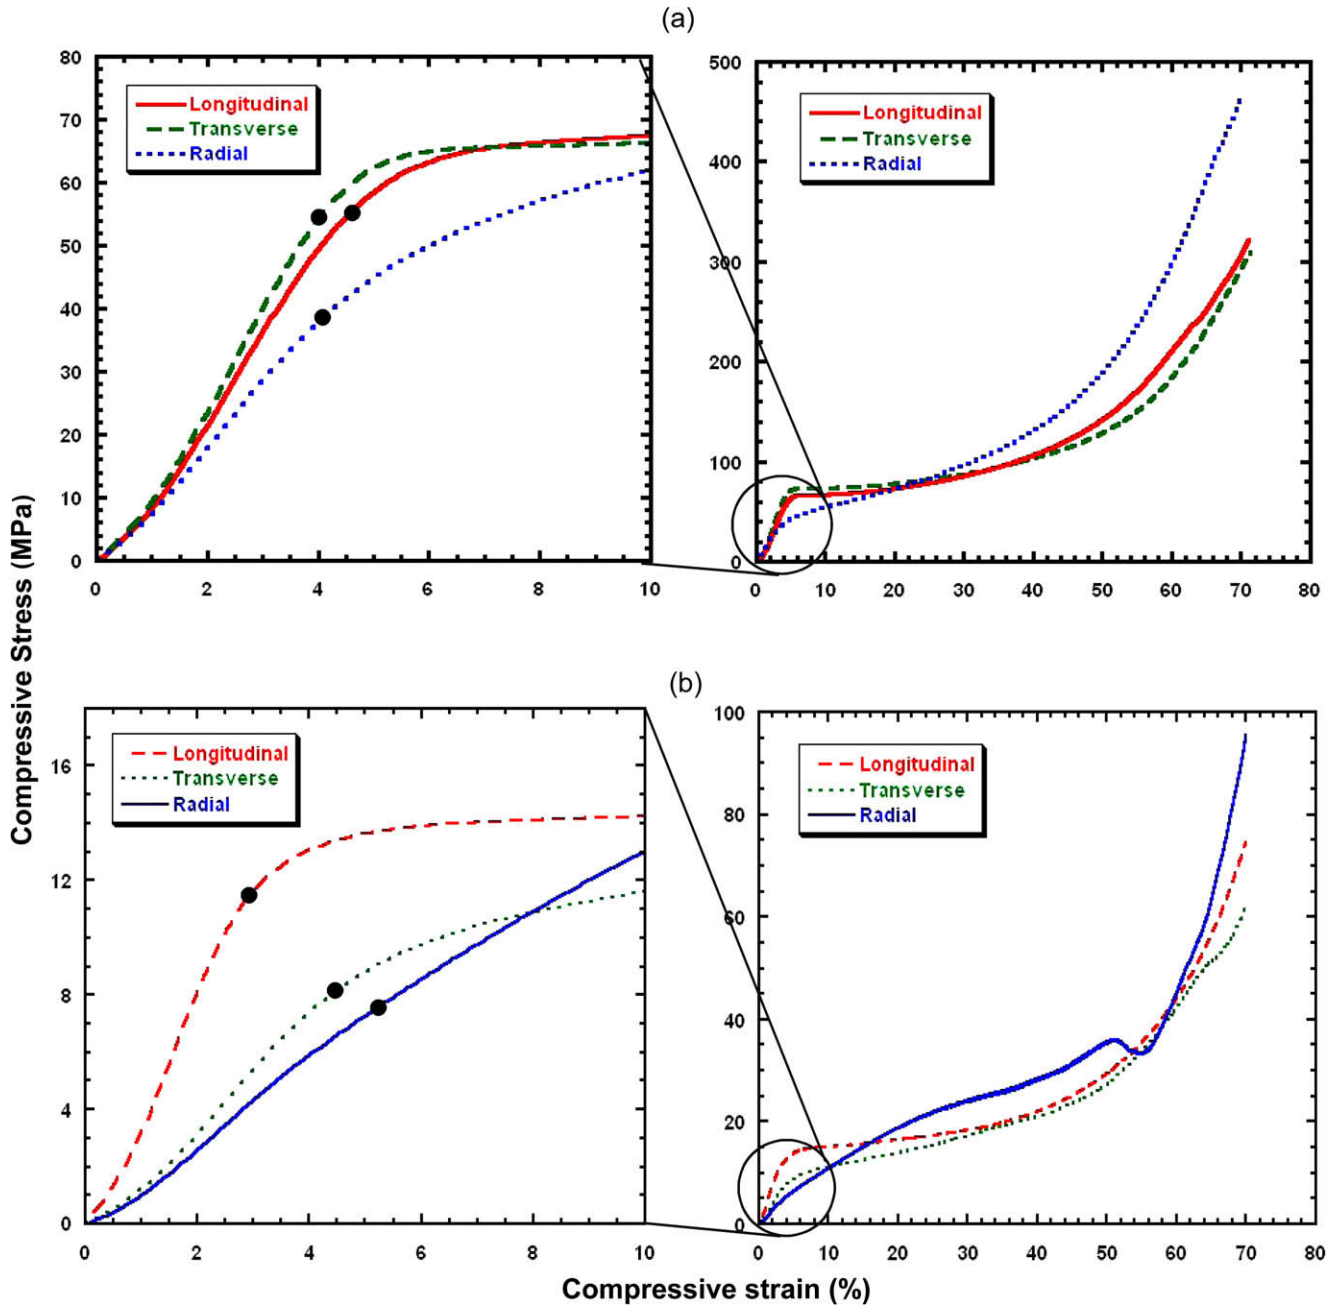 (a)
Compressive Stress (MPa)
80
70
60
50
40
30
20
10
0
0 2 4 6 8 10
Longitudinal
Transverse
Radial
500
400
300
200
100
0
0 10 20 30 40 50 60 70 80
Longitudinal
Transverse
Radial
(b)
16
12
8
4
0
0 2 4 6 8 10
Longitudinal
Transverse
Radial
100
80
60
40
20
0
0 10 20 30 40 50 60 70 80
Longitudinal
Transverse
Radial
Compressive strain (%)